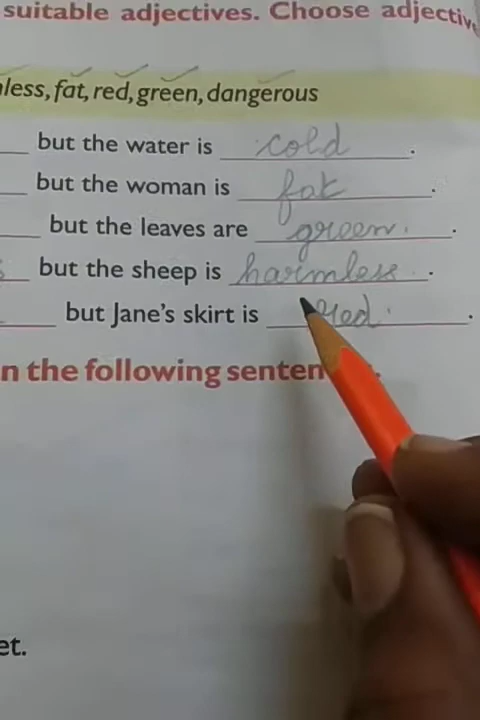 suitable adjectives. Choose adjectiv
less, fat, red, green, dangerous
but the water is cold.
but the woman is fat.
but the leaves are green.
but the sheep is harmless.
but Jane's skirt is red.
n the following senten
et.